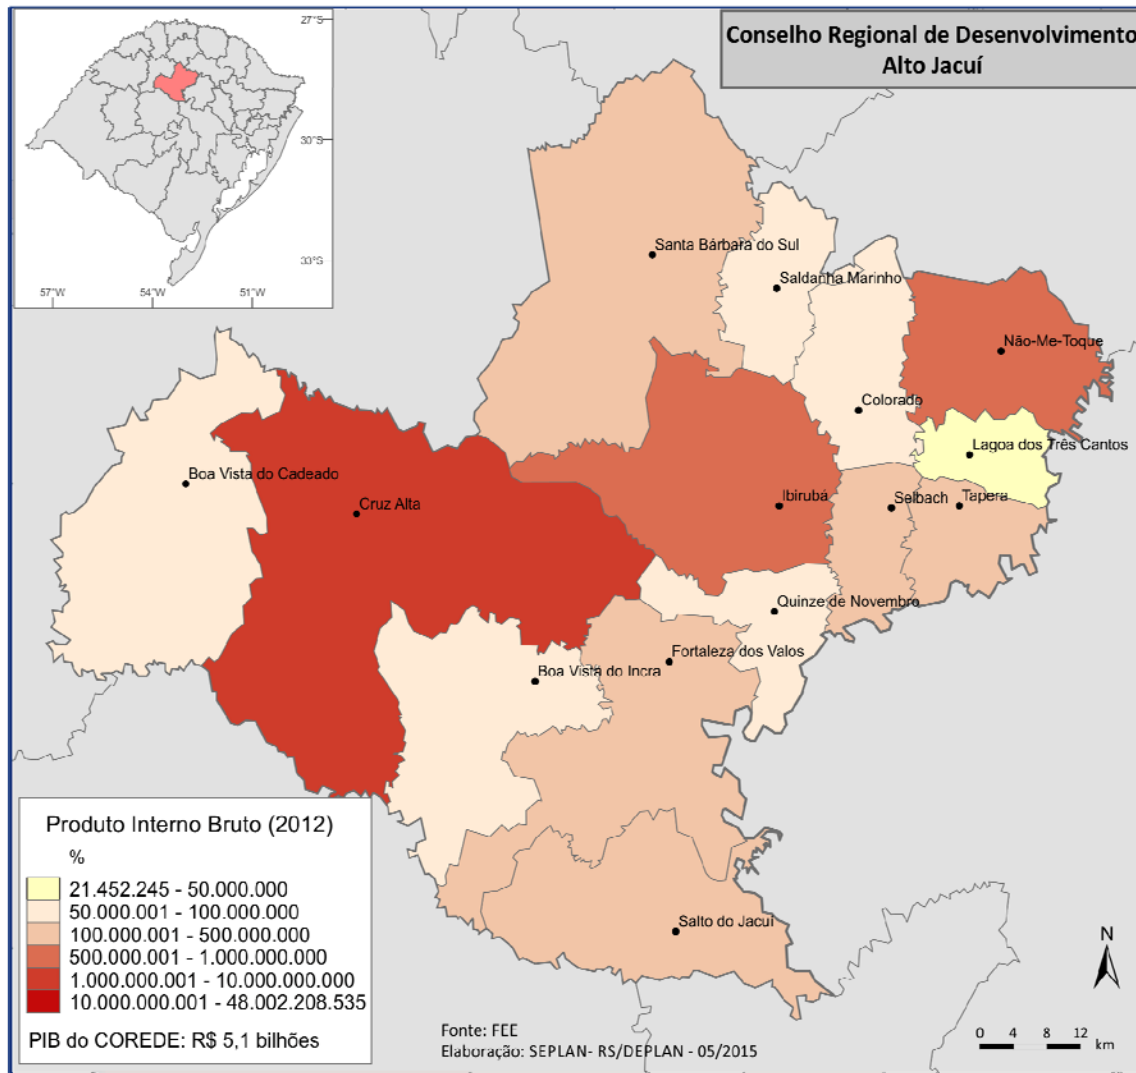 Conselho Regional de Desenvolvimento
Alto Jacuí
27°S
30°S
33°S
57°W
54°W
51°W
Santa Bárbara do Sul
Saldanha Marinho
Não-Me-Toque
Colorado
Lagoa dos Três Cantos
Boa Vista do Cadeado
Cruz Alta
Ibirubá
Selbach
Tapera
Quinze de Novembro
Fortaleza dos Valos
Boa Vista do Incra
Salto do Jacuí
Produto Interno Bruto (2012)
%
21.452.245 - 50.000.000
50.000.001 - 100.000.000
100.000.001 - 500.000.000
500.000.001 - 1.000.000.000
1.000.000.001 - 10.000.000.000
10.000.000.001 - 48.002.208.535
PIB do COREDE: R$ 5,1 bilhões
Fonte: FEE
Elaboração: SEPLAN- RS/DEPLAN - 05/2015
N
0 4 8 12
km